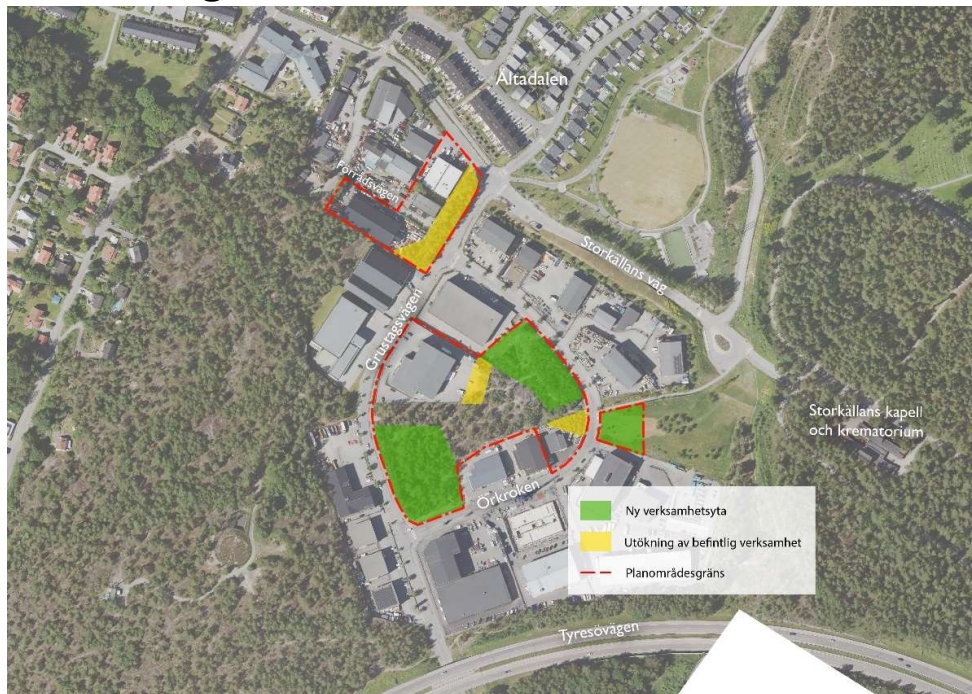 Ältadalen
Förrådsvägen
Storkällans väg
Grustagsvägen
Storkällans kapell
och krematorium
Örkroken
Ny verksamhetsyta
Utökning av befintlig verksamhet
Planområdesgräns
Tyresövägen